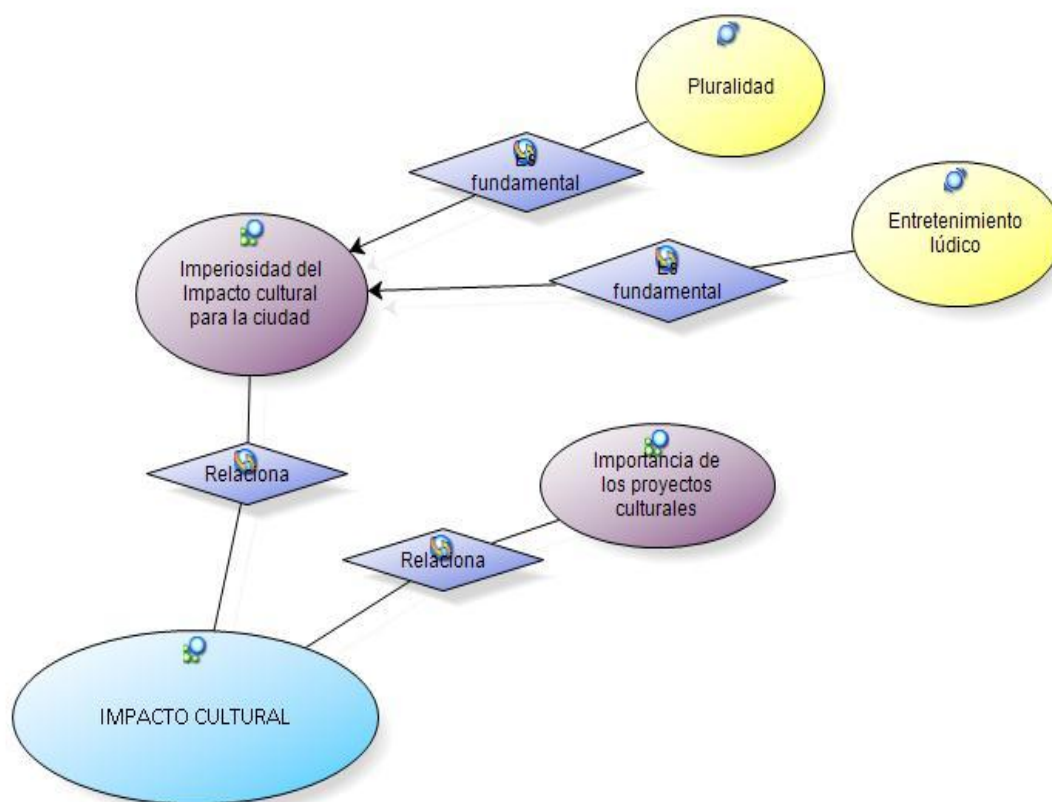 Pluralidad
Es
fundamental
Entretenimiento
lúdico
Es
fundamental
Imperiosidad del
Impacto cultural
para la ciudad
Relaciona
Importancia de
los proyectos
culturales
Relaciona
IMPACTO CULTURAL